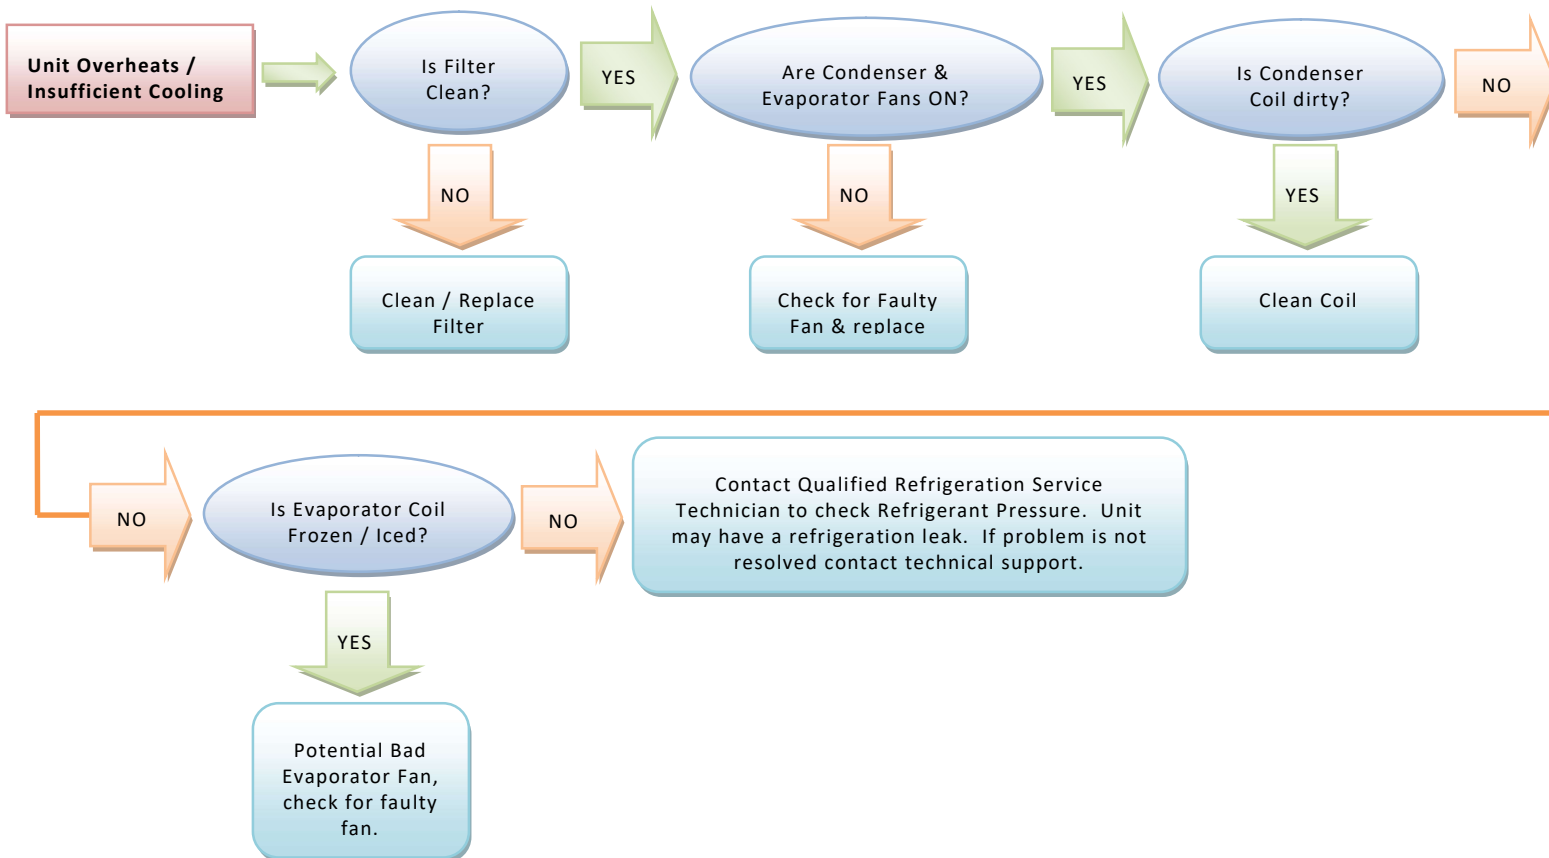 Unit Overheats /
Insufficient Cooling
Is Filter
Clean?
YES
Are Condenser &
Evaporator Fans ON?
YES
Is Condenser
Coil dirty?
NO
NO
NO
YES
Clean / Replace
Filter
Check for Faulty
Fan & replace
Clean Coil
NO
Is Evaporator Coil
Frozen / Iced?
NO
Contact Qualified Refrigeration Service
Technician to check Refrigerant Pressure.  Unit
may have a refrigeration leak.  If problem is not
resolved contact technical support.
YES
Potential Bad
Evaporator Fan,
check for faulty
fan.